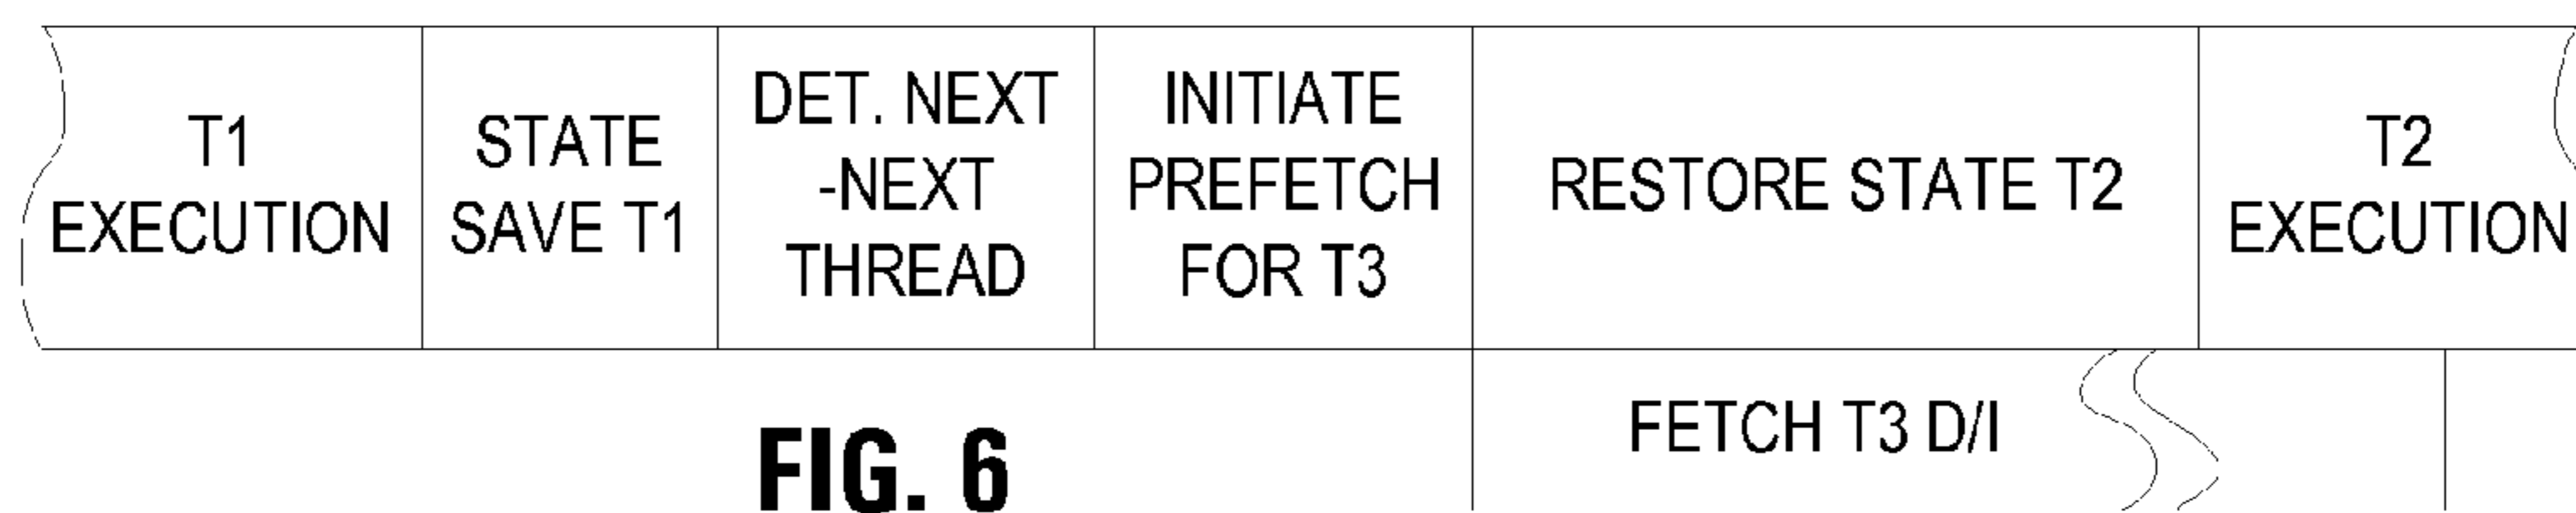 T1
EXECUTION
STATE
SAVE T1
DET. NEXT
-NEXT
THREAD
INITIATE
PREFETCH
FOR T3
RESTORE STATE T2
T2
EXECUTION
FETCH T3 D/I
FIG. 6